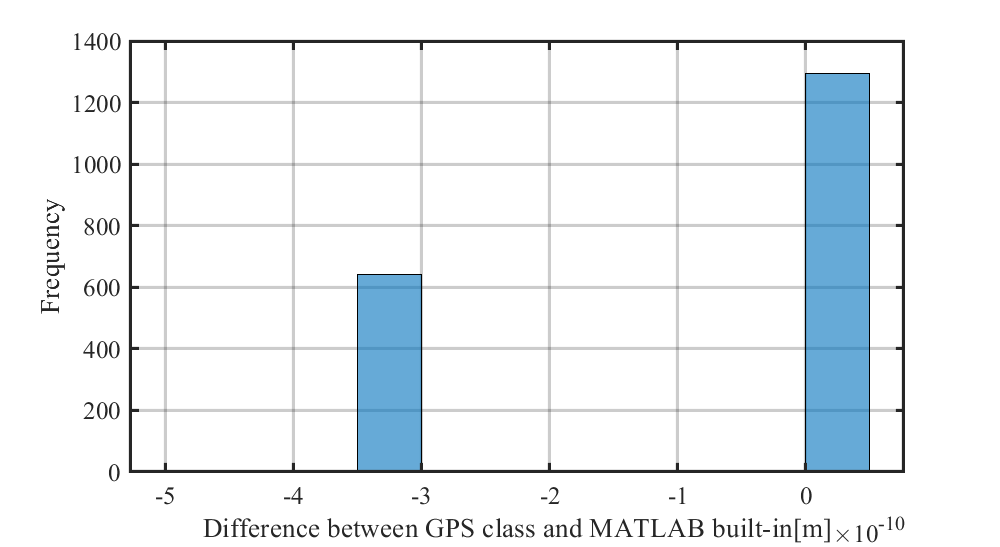 1400
1200
1000
800
600
400
200
0
Frequency
-5 -4 -3 -2 -1 0
Difference between GPS class and MATLAB built-in[m] ×10⁻¹⁰